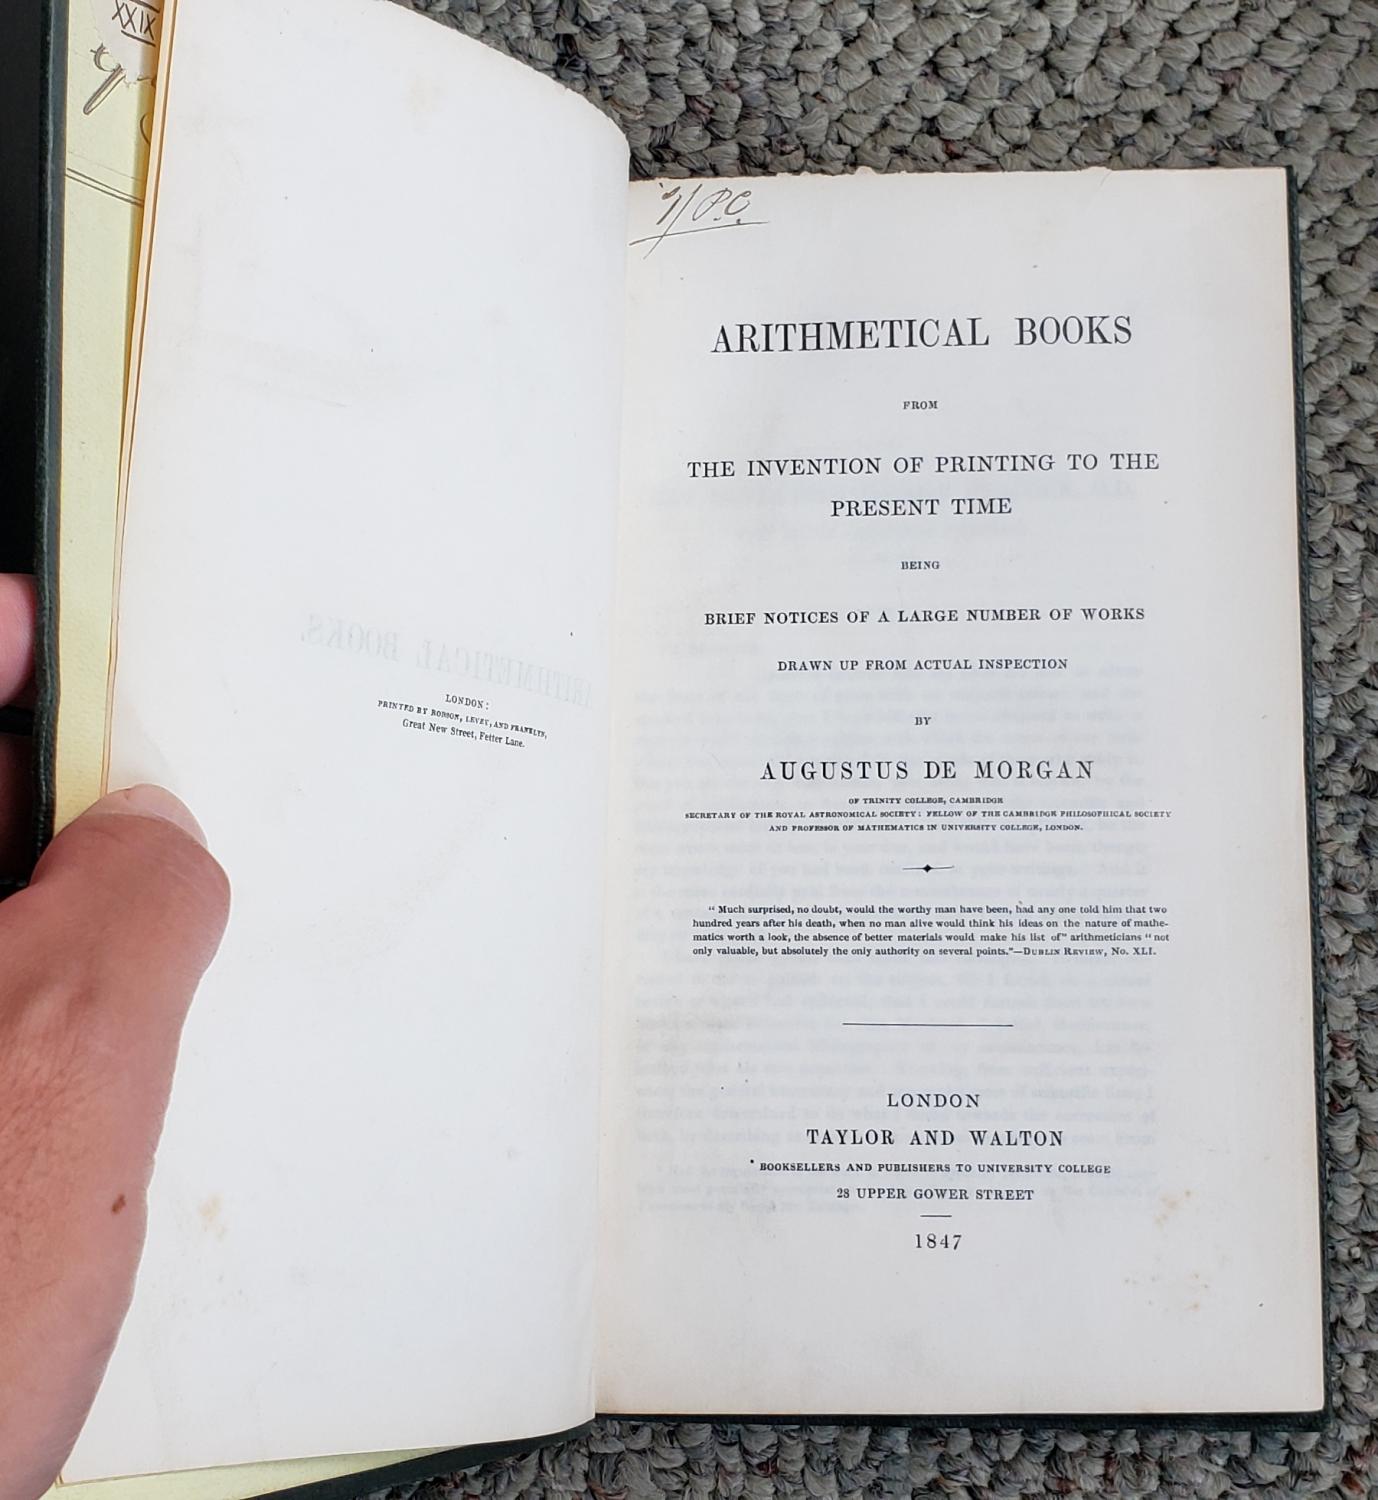 XXIX
LONDON:
PRINTED BY ROBSON, LEVEY, AND FRANKLYN,
Great New Street, Fetter Lane.
ARITHMETICAL BOOKS
FROM
THE INVENTION OF PRINTING TO THE
PRESENT TIME
BEING
BRIEF NOTICES OF A LARGE NUMBER OF WORKS
DRAWN UP FROM ACTUAL INSPECTION
BY
AUGUSTUS DE MORGAN
OF TRINITY COLLEGE, CAMBRIDGE
SECRETARY OF THE ROYAL ASTRONOMICAL SOCIETY; FELLOW OF THE CAMBRIDGE PHILOSOPHICAL SOCIETY
AND PROFESSOR OF MATHEMATICS IN UNIVERSITY COLLEGE, LONDON.
“ Much surprised, no doubt, would the worthy man have been, had any one told him that two
hundred years after his death, when no man alive would think his ideas on the nature of mathe-
matics worth a look, the absence of better materials would make his list of” arithmeticians “ not
only valuable, but absolutely the only authority on several points.”—DUBLIN REVIEW, No. XLI.
LONDON
TAYLOR AND WALTON
BOOKSELLERS AND PUBLISHERS TO UNIVERSITY COLLEGE
28 UPPER GOWER STREET
1847